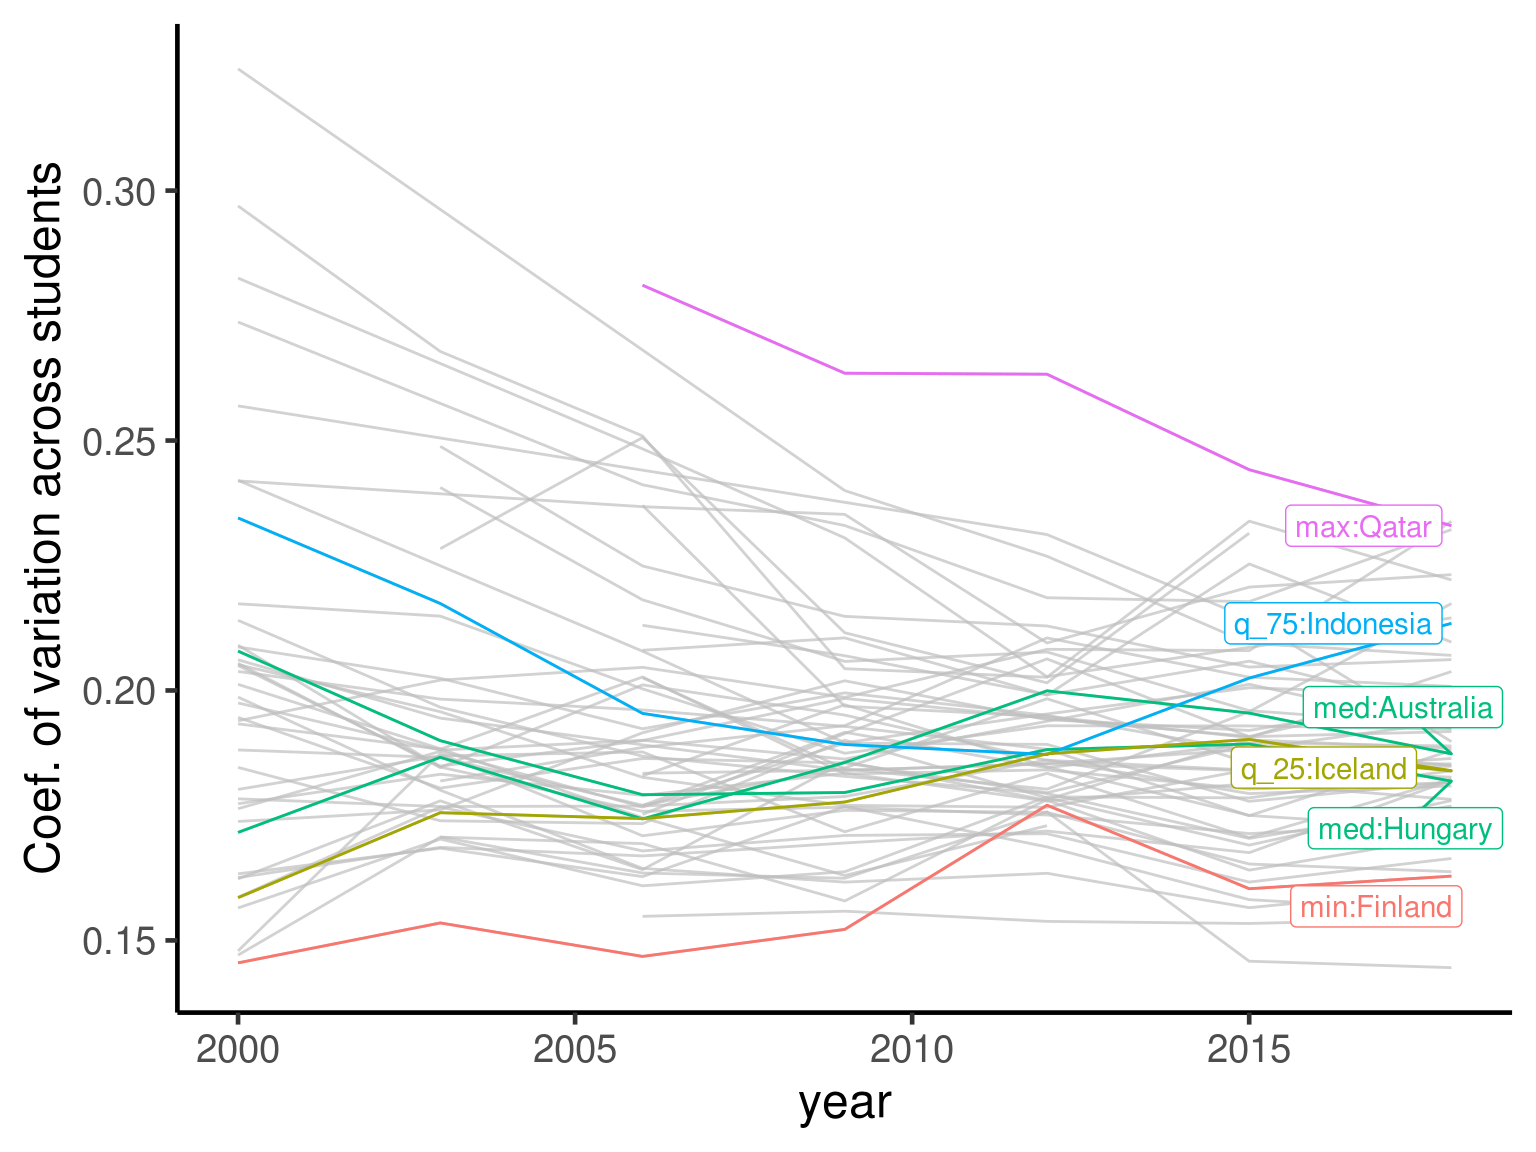 Coef. of variation across students
0.30
0.25
0.20
0.15
max:Qatar
q_75:Indonesia
med:Australia
q_25:Iceland
med:Hungary
min:Finland
2000
2005
2010
2015
year